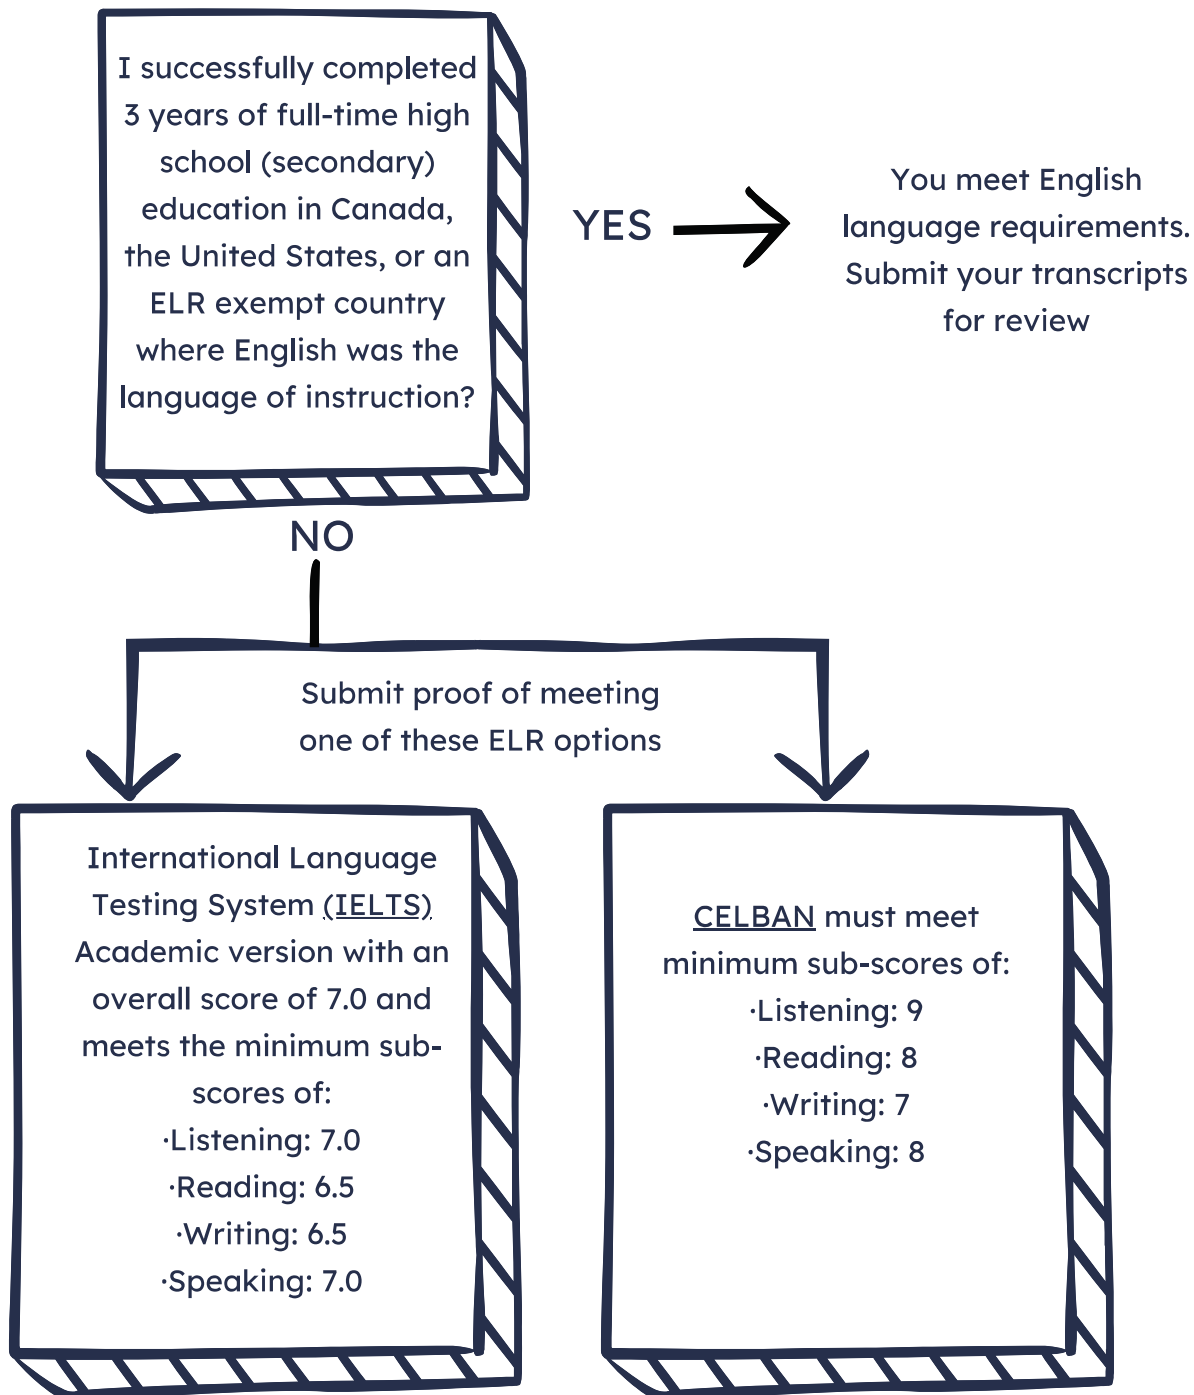 I successfully completed
3 years of full-time high
school (secondary)
education in Canada,
the United States, or an
ELR exempt country
where English was the
language of instruction?
YES
You meet English
language requirements.
Submit your transcripts
for review
NO
Submit proof of meeting
one of these ELR options
International Language
Testing System (IELTS)
Academic version with an
overall score of 7.0 and
meets the minimum sub-
scores of:
·Listening: 7.0
·Reading: 6.5
·Writing: 6.5
·Speaking: 7.0
CELBAN must meet
minimum sub-scores of:
·Listening: 9
·Reading: 8
·Writing: 7
·Speaking: 8